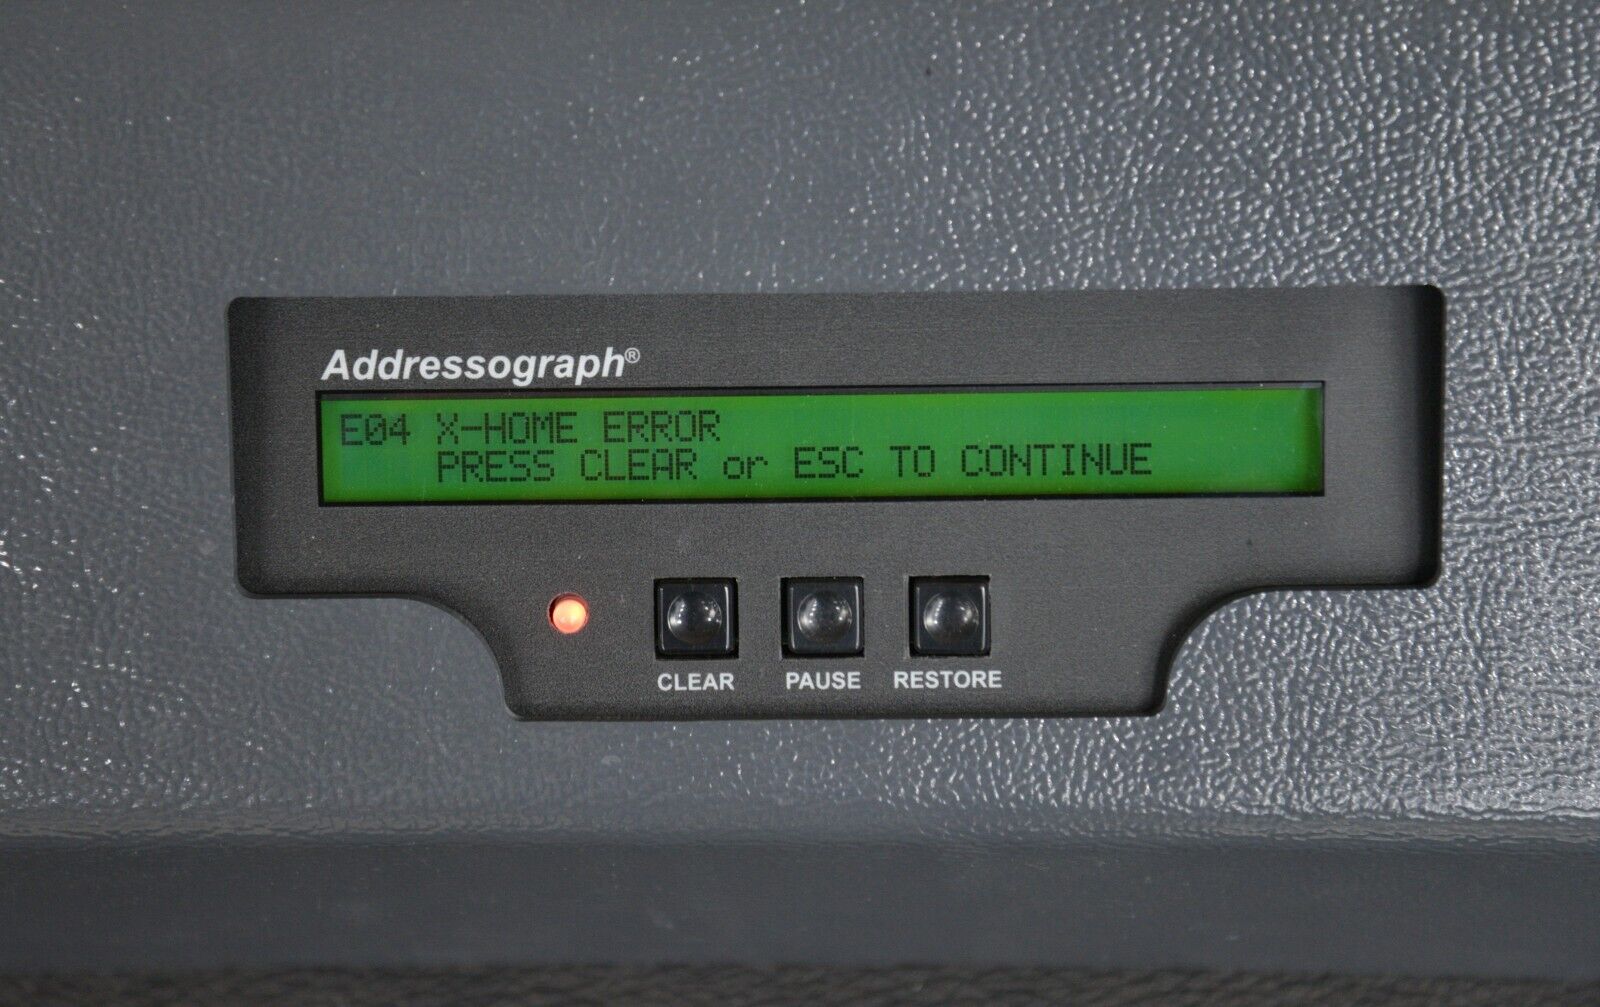 Addressograph®
E04 X-HOME ERROR
PRESS CLEAR or ESC TO CONTINUE
CLEAR PAUSE RESTORE